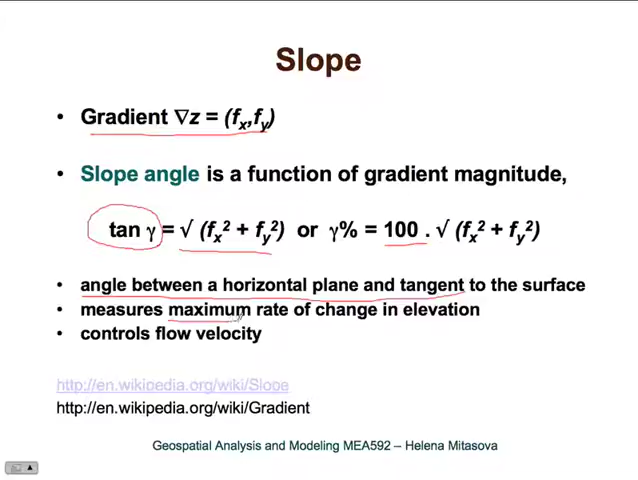 Slope
• Gradient ∇z = (fx,fy)
• Slope angle is a function of gradient magnitude,
tan γ = √ (fx² + fy²) or γ% = 100 . √ (fx² + fy²)
• angle between a horizontal plane and tangent to the surface
• measures maximum rate of change in elevation
• controls flow velocity
http://en.wikipedia.org/wiki/Slope
http://en.wikipedia.org/wiki/Gradient
Geospatial Analysis and Modeling MEA592 – Helena Mitasova